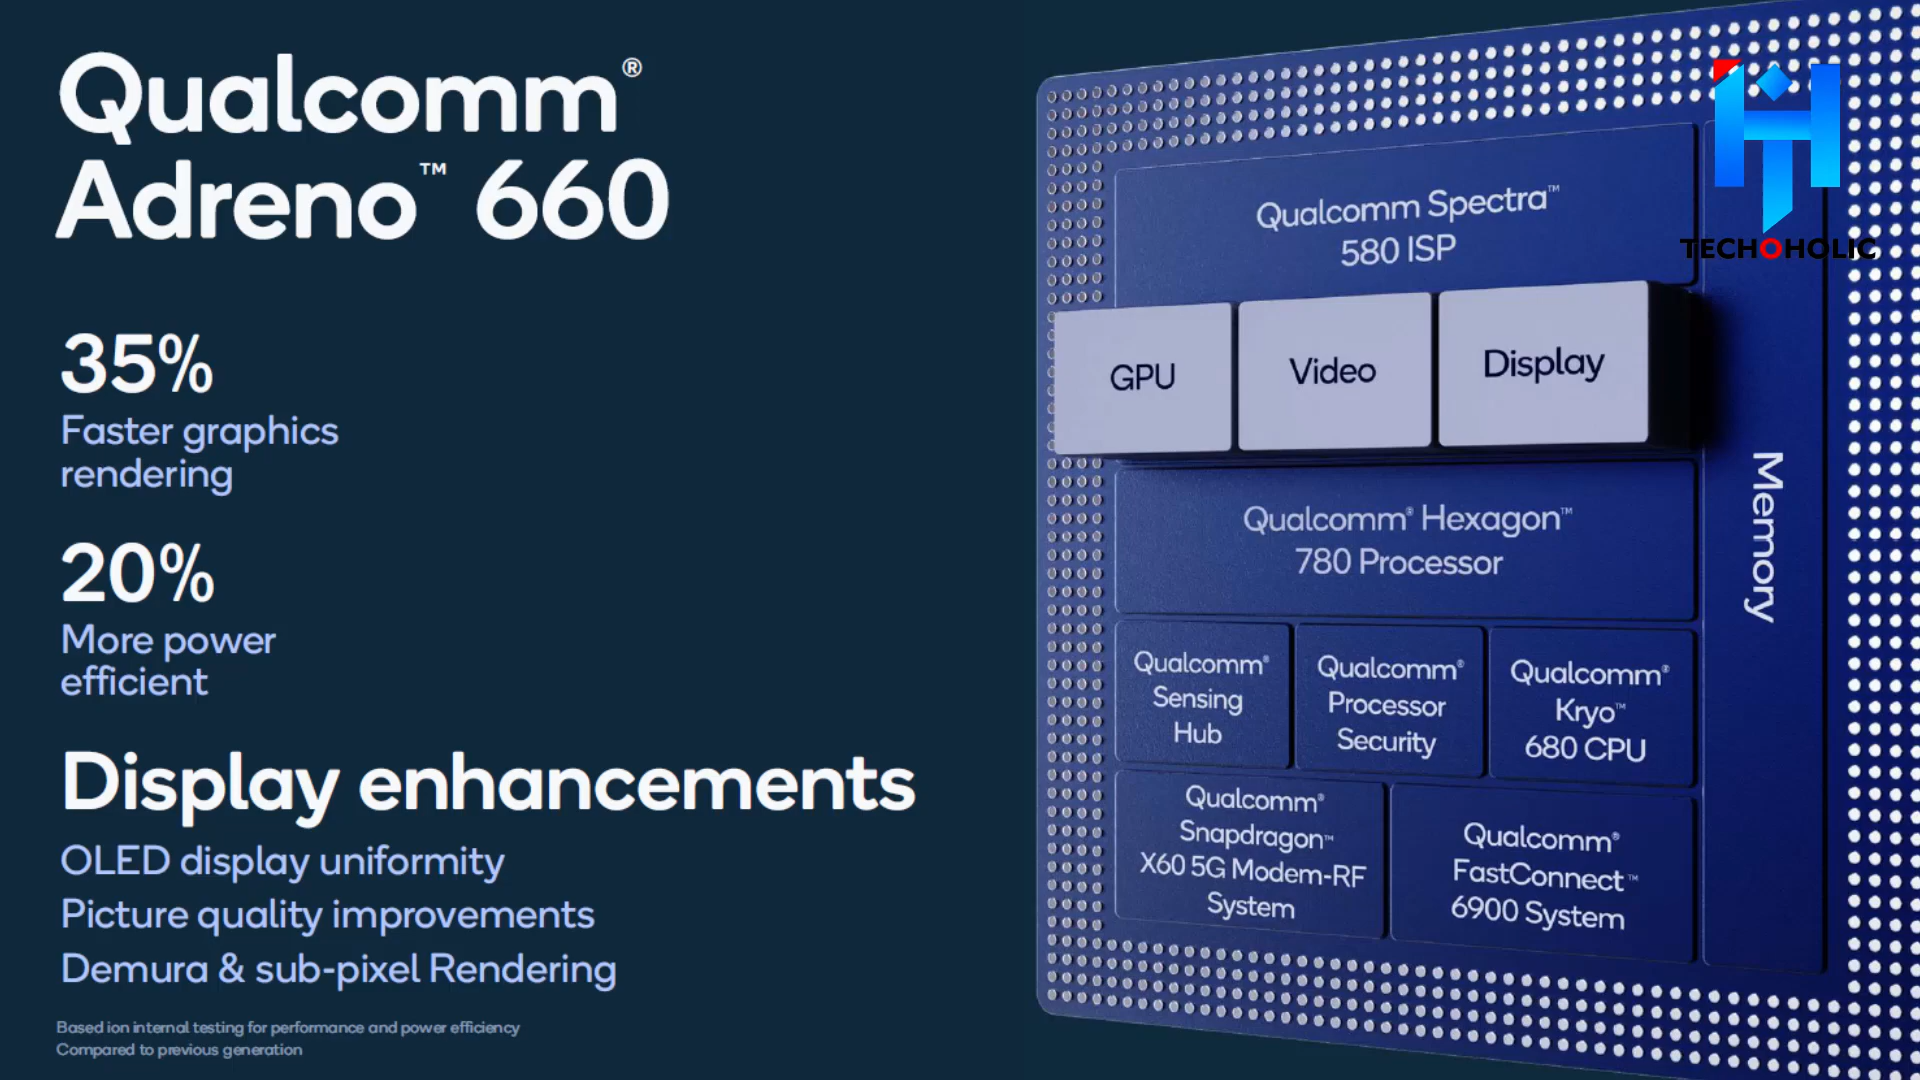 Qualcomm®
Adreno™ 660
35%
Faster graphics
rendering
20%
More power
efficient
Display enhancements
OLED display uniformity
Picture quality improvements
Demura & sub-pixel Rendering
Based ion internal testing for performance and power efficiency
Compared to previous generation
TECHOHOLIC
Qualcomm Spectra™
580 ISP
GPU
Video
Display
Memory
Qualcomm® Hexagon™
780 Processor
Qualcomm®
Sensing
Hub
Qualcomm®
Processor
Security
Qualcomm®
Kryo™
680 CPU
Qualcomm®
Snapdragon™
X60 5G Modem-RF
System
Qualcomm®
FastConnect™
6900 System